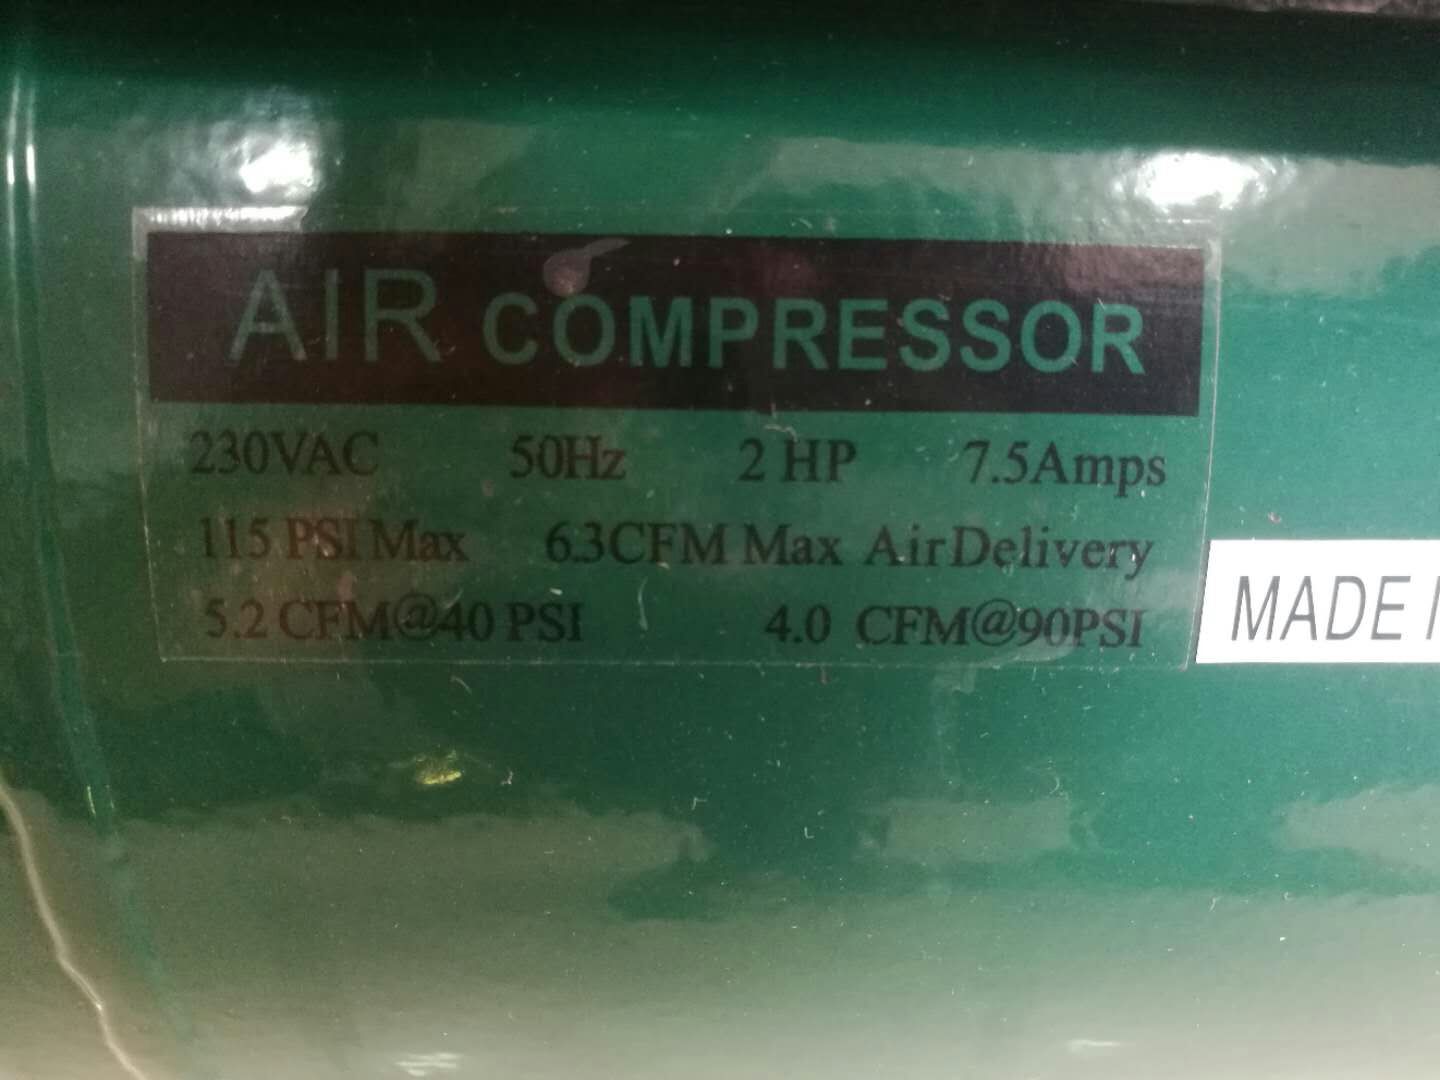 AIR COMPRESSOR
230VAC 50Hz 2 HP 7.5Amps
115 PSI Max 6.3CFM Max AirDelivery
5.2 CFM@40 PSI 4.0 CFM@90PSI
MADE